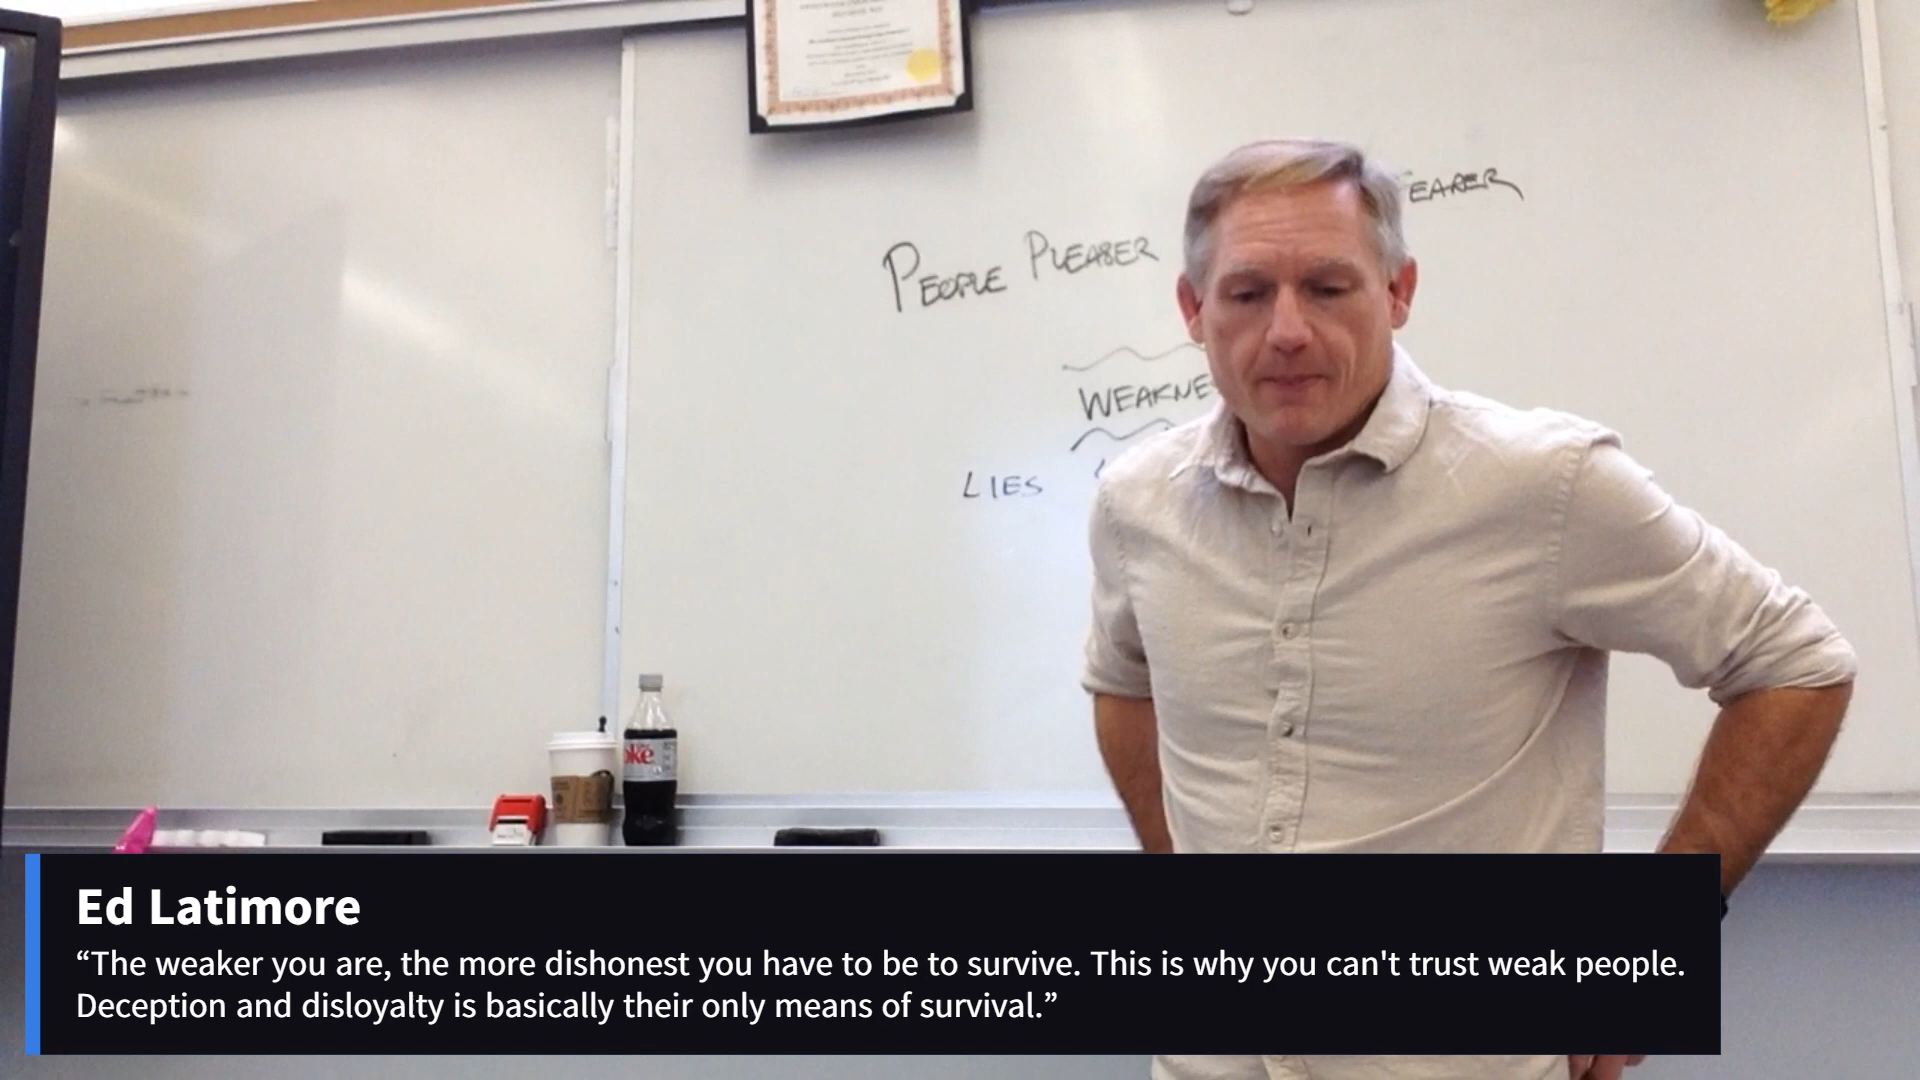 EARER
PEOPLE PLEASER
WEAKNE
LIES
oke
Ed Latimore
“The weaker you are, the more dishonest you have to be to survive. This is why you can't trust weak people.
Deception and disloyalty is basically their only means of survival.”